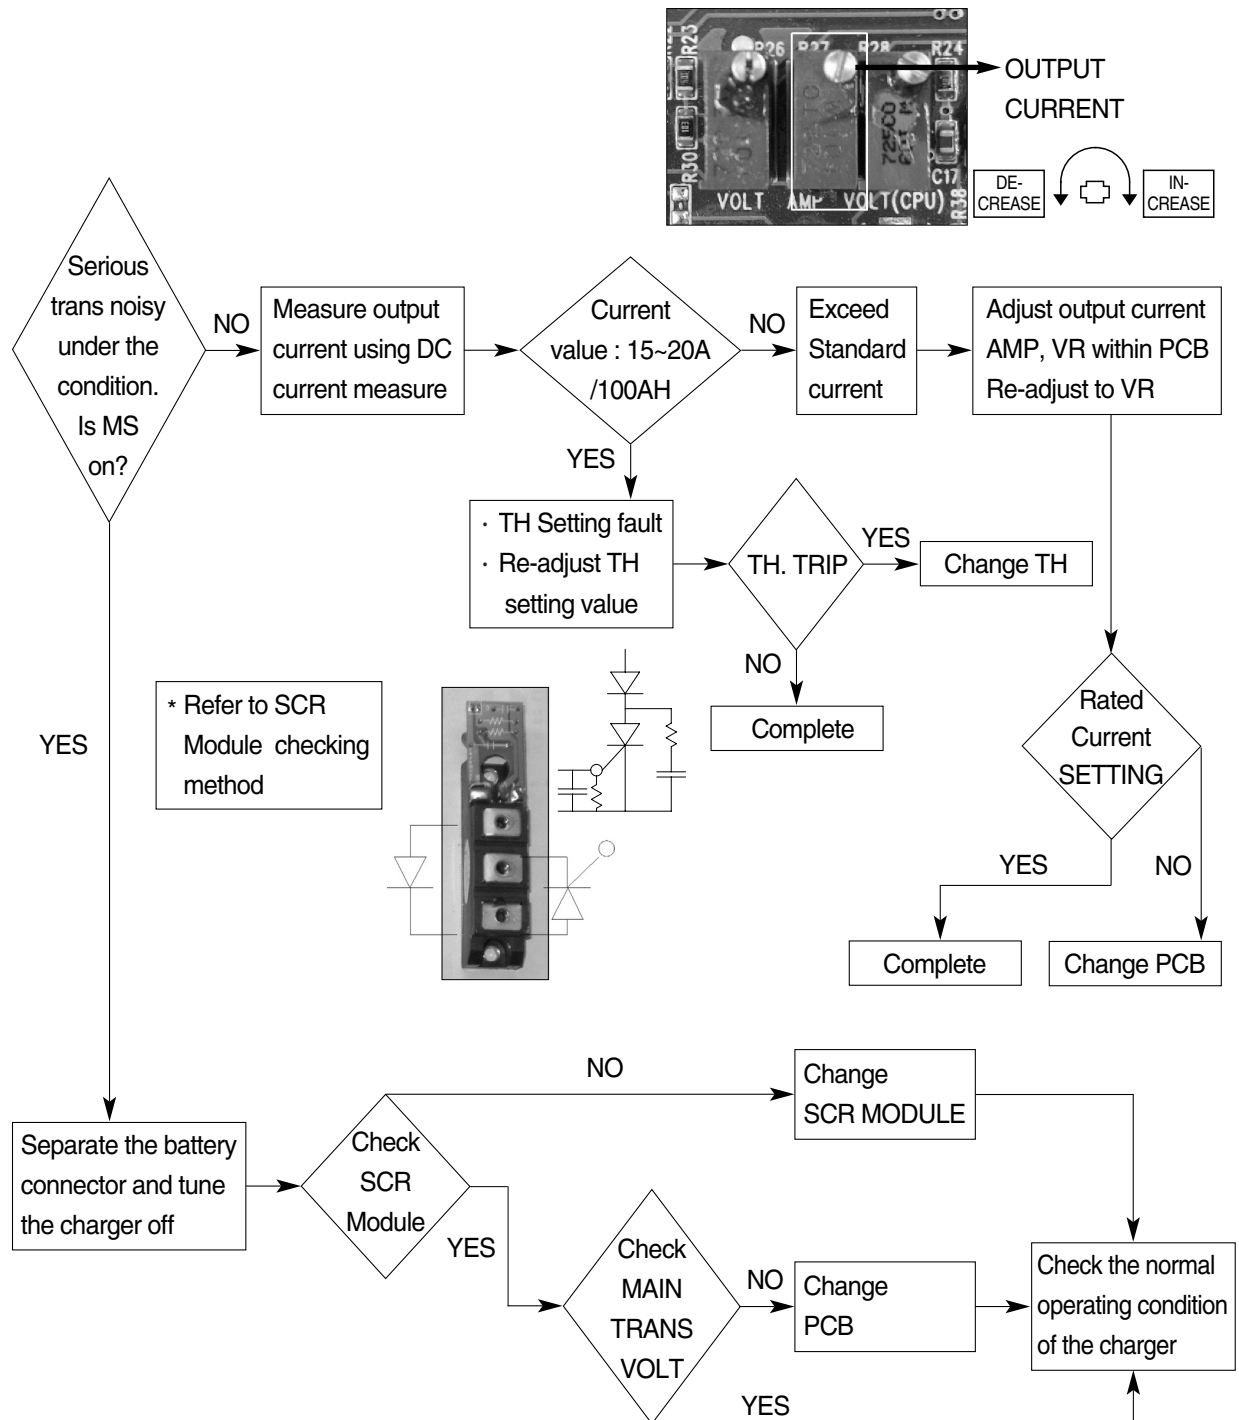 R23
R26
R27
R28
R24
OUTPUT
CURRENT
R30
C17
R38
VOLT
AMP
VOLT(CPU)
DE-
CREASE
IN-
CREASE
Serious
trans noisy
under the
condition.
Is MS
on?
NO
Measure output
current using DC
current measure
Current
value : 15~20A
/100AH
NO
Exceed
Standard
current
Adjust output current
AMP, VR within PCB
Re-adjust to VR
YES
· TH Setting fault
· Re-adjust TH
setting value
TH. TRIP
YES
Change TH
NO
Complete
YES
* Refer to SCR
Module checking
method
Rated
Current
SETTING
YES
NO
Complete
Change PCB
Separate the battery
connector and tune
the charger off
Check
SCR
Module
NO
Change
SCR MODULE
YES
Check
MAIN
TRANS
VOLT
NO
Change
PCB
Check the normal
operating condition
of the charger
YES